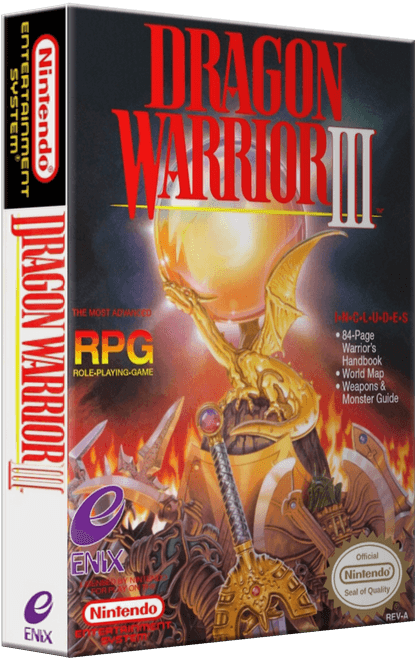 Nintendo®
ENTERTAINMENT
SYSTEM®
DRAGON WARRIOR III
ENIX
DRAGON
WARRIOR III
THE MOST ADVANCED
RPG
ROLE-PLAYING-GAME
I•N•C•L•U•D•E•S
• 84-Page
Warrior's
Handbook
• World Map
• Weapons &
Monster Guide
ENIX
Nintendo
ENTERTAINMENT
SYSTEM
Official
Nintendo
Seal of Quality
REV-A